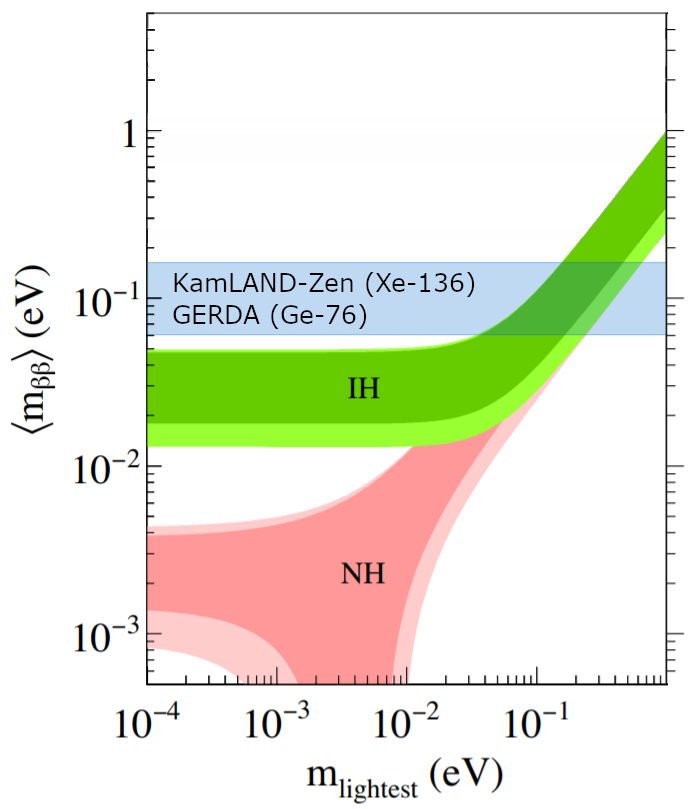 1
10⁻¹
10⁻²
10⁻³
⟨mββ⟩ (eV)
KamLAND-Zen (Xe-136)
GERDA (Ge-76)
IH
NH
10⁻⁴ 10⁻³ 10⁻² 10⁻¹
m_lightest (eV)